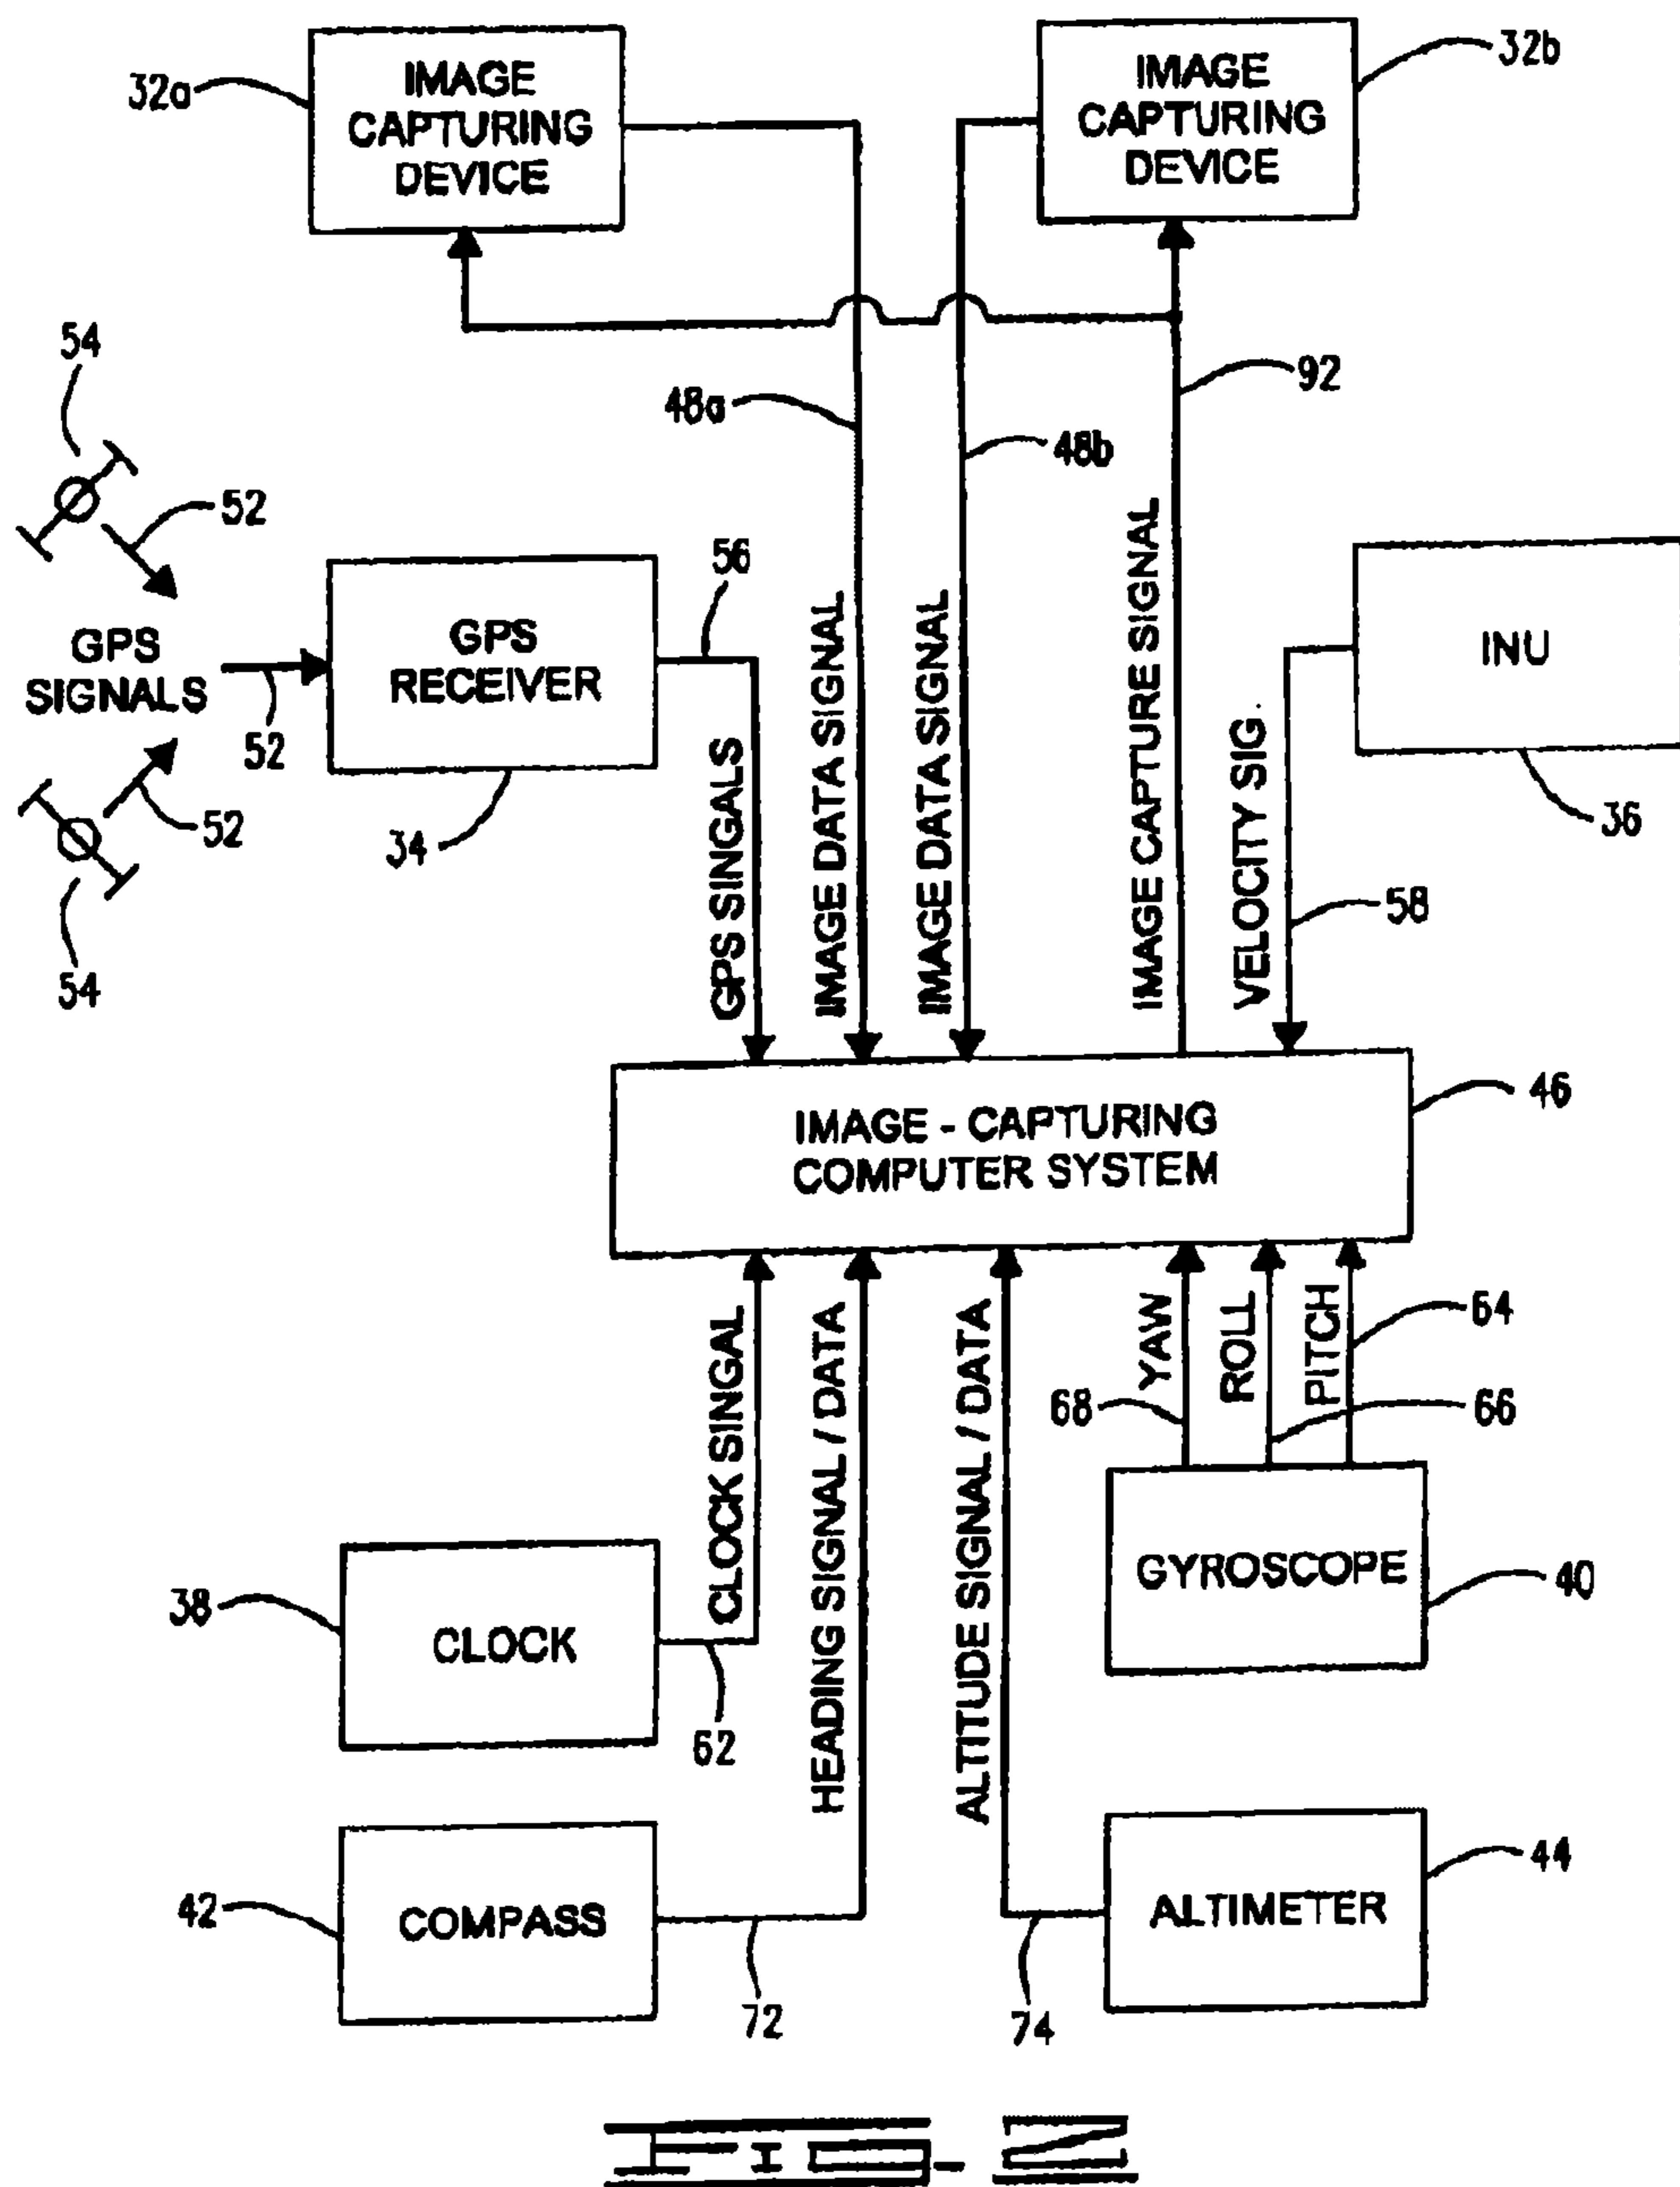 IMAGE
CAPTURING
DEVICE
32a
IMAGE
CAPTURING
DEVICE
32b
54
52
48a
48b
92
GPS
SIGNALS
52
GPS
RECEIVER
56
34
52
54
GPS SINGALS
IMAGE DATA SIGNAL
IMAGE DATA SIGNAL
IMAGE CAPTURE SIGNAL
VELOCITY SIG.
INU
36
58
IMAGE - CAPTURING
COMPUTER SYSTEM
46
CLOCK SINGAL
HEADING SIGNAL / DATA
ALTITUDE SIGNAL / DATA
YAW
ROLL
PITCH
64
68
66
38
CLOCK
62
GYROSCOPE
40
42
COMPASS
72
74
ALTIMETER
44
FIG- 2